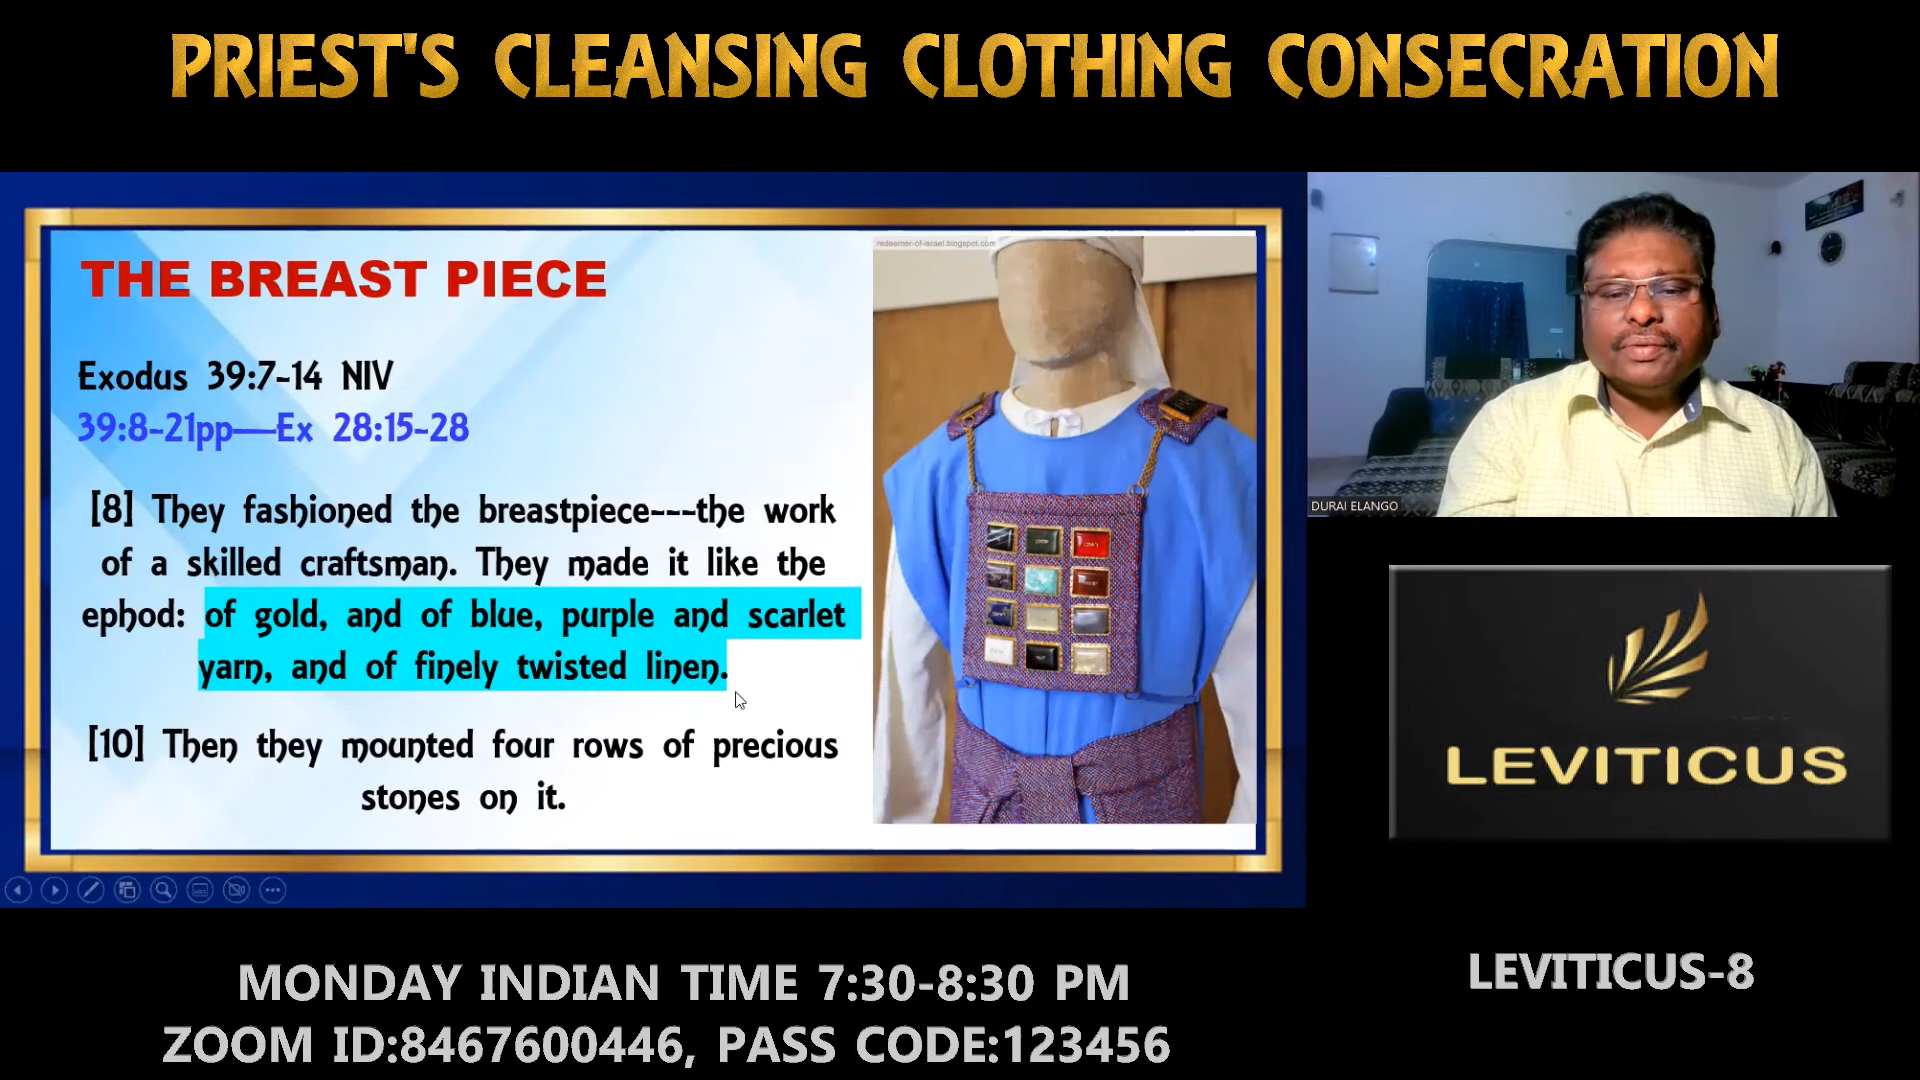 PRIEST'S CLEANSING CLOTHING CONSECRATION
THE BREAST PIECE
Exodus 39:7-14 NIV
39:8-21pp—Ex 28:15-28
[8] They fashioned the breastpiece---the work
of a skilled craftsman. They made it like the
ephod: of gold, and of blue, purple and scarlet
yarn, and of finely twisted linen.
[10] Then they mounted four rows of precious
stones on it.
redeemer-of-israel.blogspot.com
DURAI ELANGO
LEVITICUS
LEVITICUS-8
MONDAY INDIAN TIME 7:30-8:30 PM
ZOOM ID:8467600446, PASS CODE:123456